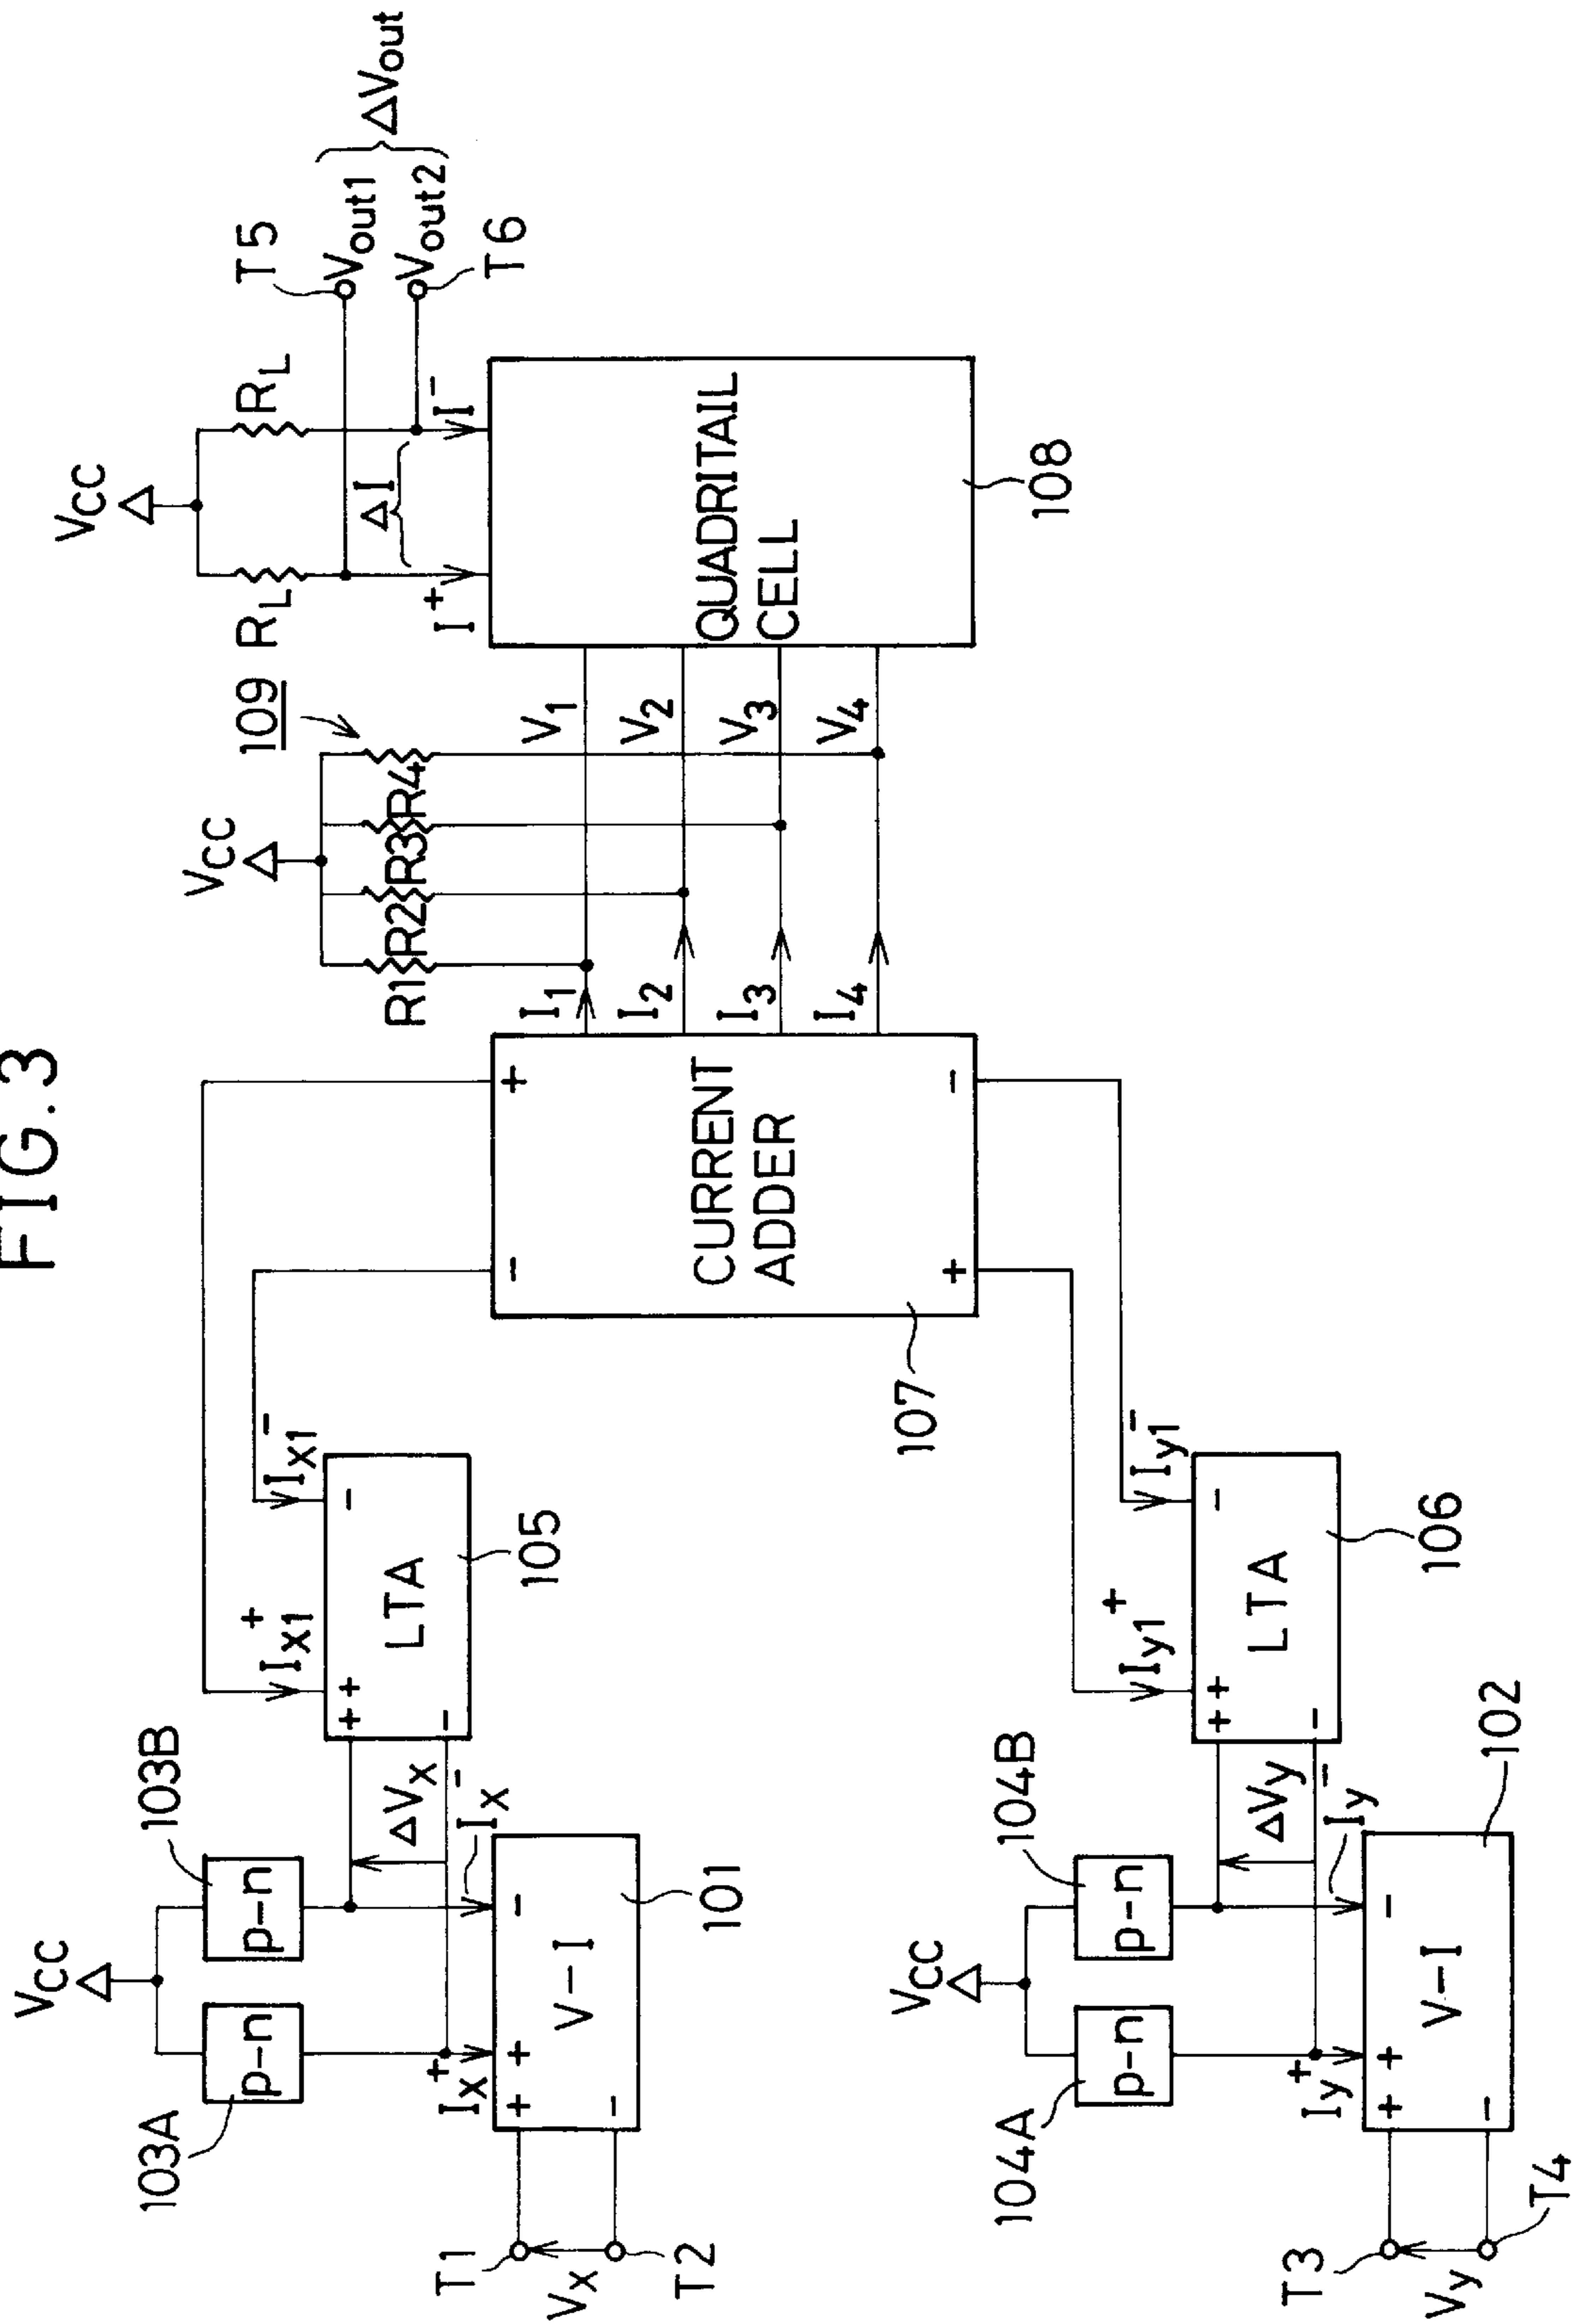 FIG. 3
VCC
103A
p-n
p-n
103B
Ix+
Ix-
ΔVx
T1
Vx
T2
+
-
+
-
V-I
101
+
-
+
-
LTA
105
Ix1+
Ix1-
VCC
104A
p-n
p-n
104B
Iy+
Iy-
ΔVy
T3
Vy
T4
+
-
+
-
V-I
102
+
-
+
-
LTA
106
Iy1+
Iy1-
-
+
+
-
CURRENT
ADDER
107
I1
I2
I3
I4
VCC
109
R1
R2
R3
R4
V1
V2
V3
V4
VCC
RL
RL
I+
ΔI
I-
QUADRITAIL
CELL
108
T5
Vout1
Vout2
T6
ΔVout